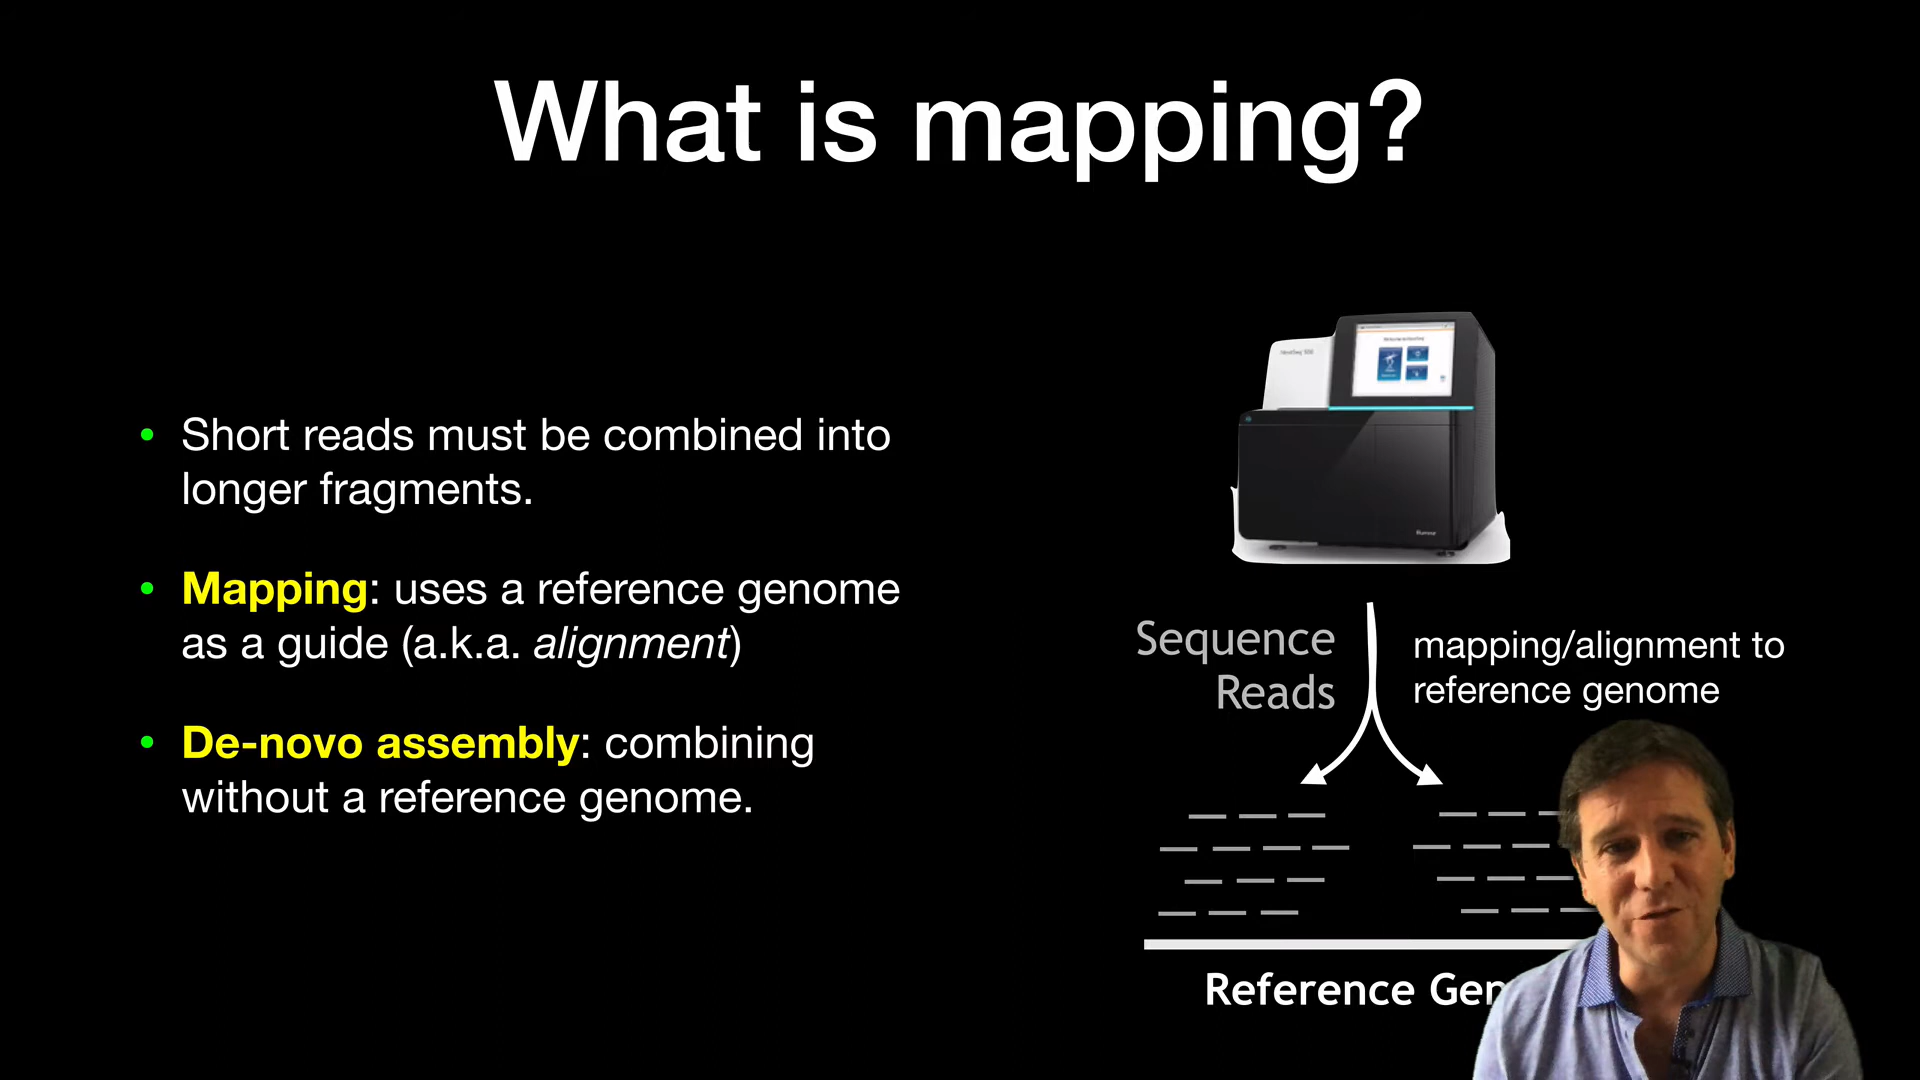 What is mapping?
• Short reads must be combined into
longer fragments.
• Mapping: uses a reference genome
as a guide (a.k.a. alignment)
• De-novo assembly: combining
without a reference genome.
Sequence
Reads
mapping/alignment to
reference genome
Reference Gen